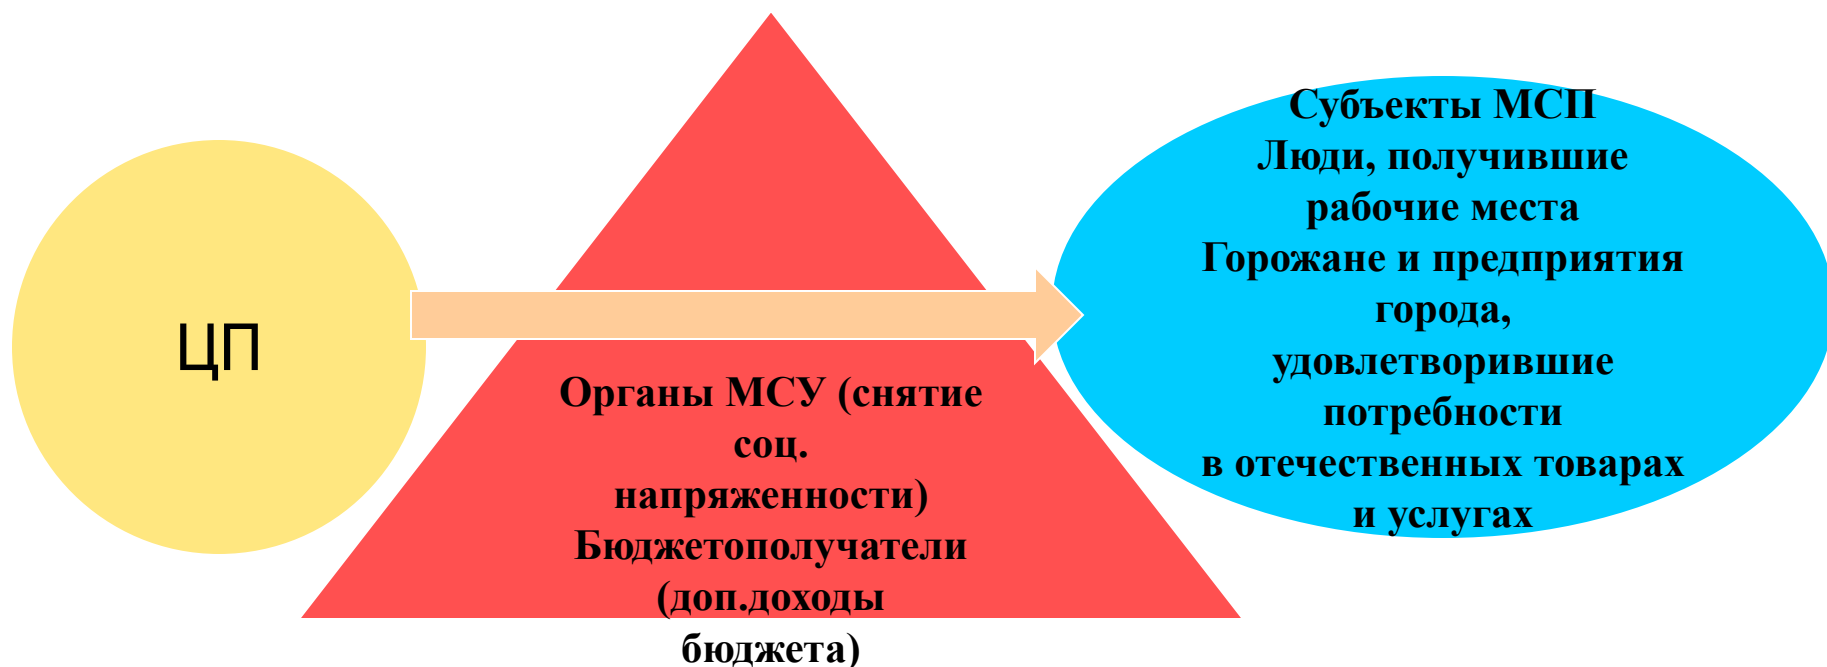 ЦП
Органы МСУ (снятие
соц.
напряженности)
Бюджетополучатели
(доп.доходы
бюджета)
Субъекты МСП
Люди, получившие
рабочие места
Горожане и предприятия
города,
удовлетворившие
потребности
в отечественных товарах
и услугах